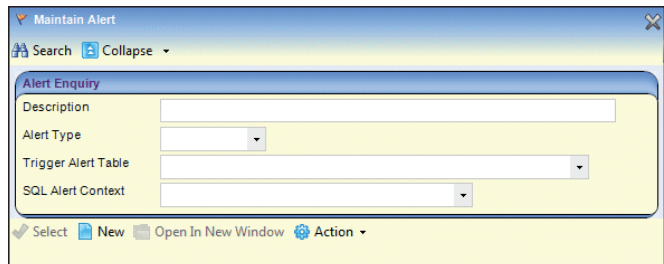 Maintain Alert
Search Collapse
Alert Enquiry
Description
Alert Type
Trigger Alert Table
SQL Alert Context
Select New Open In New Window Action